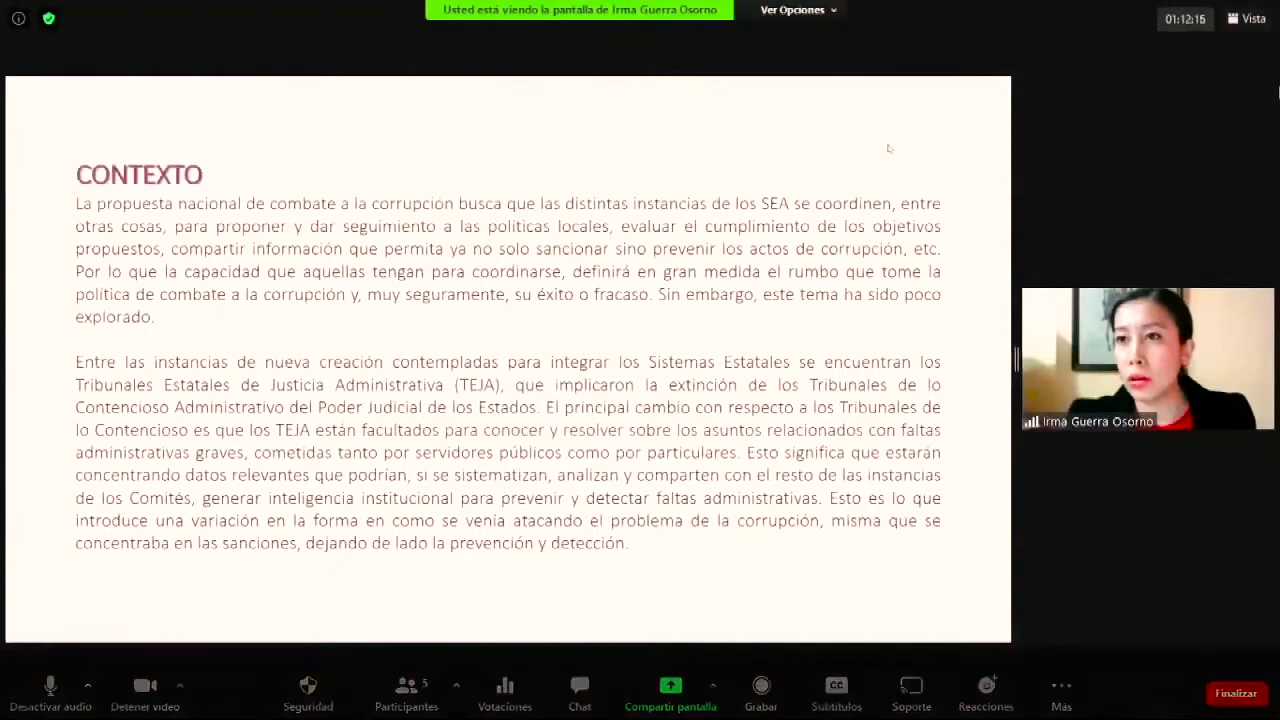 Usted está viendo la pantalla de Irma Guerra Osorno
Ver Opciones
01:12:15
Vista
CONTEXTO
La propuesta nacional de combate a la corrupción busca que las distintas instancias de los SEA se coordinen, entre
otras cosas, para proponer y dar seguimiento a las políticas locales, evaluar el cumplimiento de los objetivos
propuestos, compartir información que permita ya no solo sancionar sino prevenir los actos de corrupción, etc.
Por lo que la capacidad que aquellas tengan para coordinarse, definirá en gran medida el rumbo que tome la
política de combate a la corrupción y, muy seguramente, su éxito o fracaso. Sin embargo, este tema ha sido poco
explorado.
Entre las instancias de nueva creación contempladas para integrar los Sistemas Estatales se encuentran los
Tribunales Estatales de Justicia Administrativa (TEJA), que implicaron la extinción de los Tribunales de lo
Contencioso Administrativo del Poder Judicial de los Estados. El principal cambio con respecto a los Tribunales de
lo Contencioso es que los TEJA están facultados para conocer y resolver sobre los asuntos relacionados con faltas
administrativas graves, cometidas tanto por servidores públicos como por particulares. Esto significa que estarán
concentrando datos relevantes que podrían, si se sistematizan, analizan y comparten con el resto de las instancias
de los Comités, generar inteligencia institucional para prevenir y detectar faltas administrativas. Esto es lo que
introduce una variación en la forma en como se venía atacando el problema de la corrupción, misma que se
concentraba en las sanciones, dejando de lado la prevención y detección.
Irma Guerra Osorno
Desactivar audio
Detener video
Seguridad
Participantes
5
Votaciones
Chat
Compartir pantalla
Grabar
CC
Subtítulos
Soporte
Reacciones
Más
Finalizar